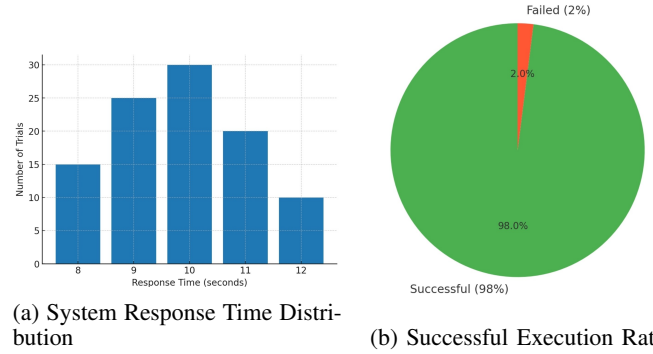 Failed (2%)
2.0%
98.0%
Successful (98%)
Number of Trials
30
25
20
15
10
5
0
8 9 10 11 12
Response Time (seconds)
(a) System Response Time Distri-
bution
(b) Successful Execution Rat